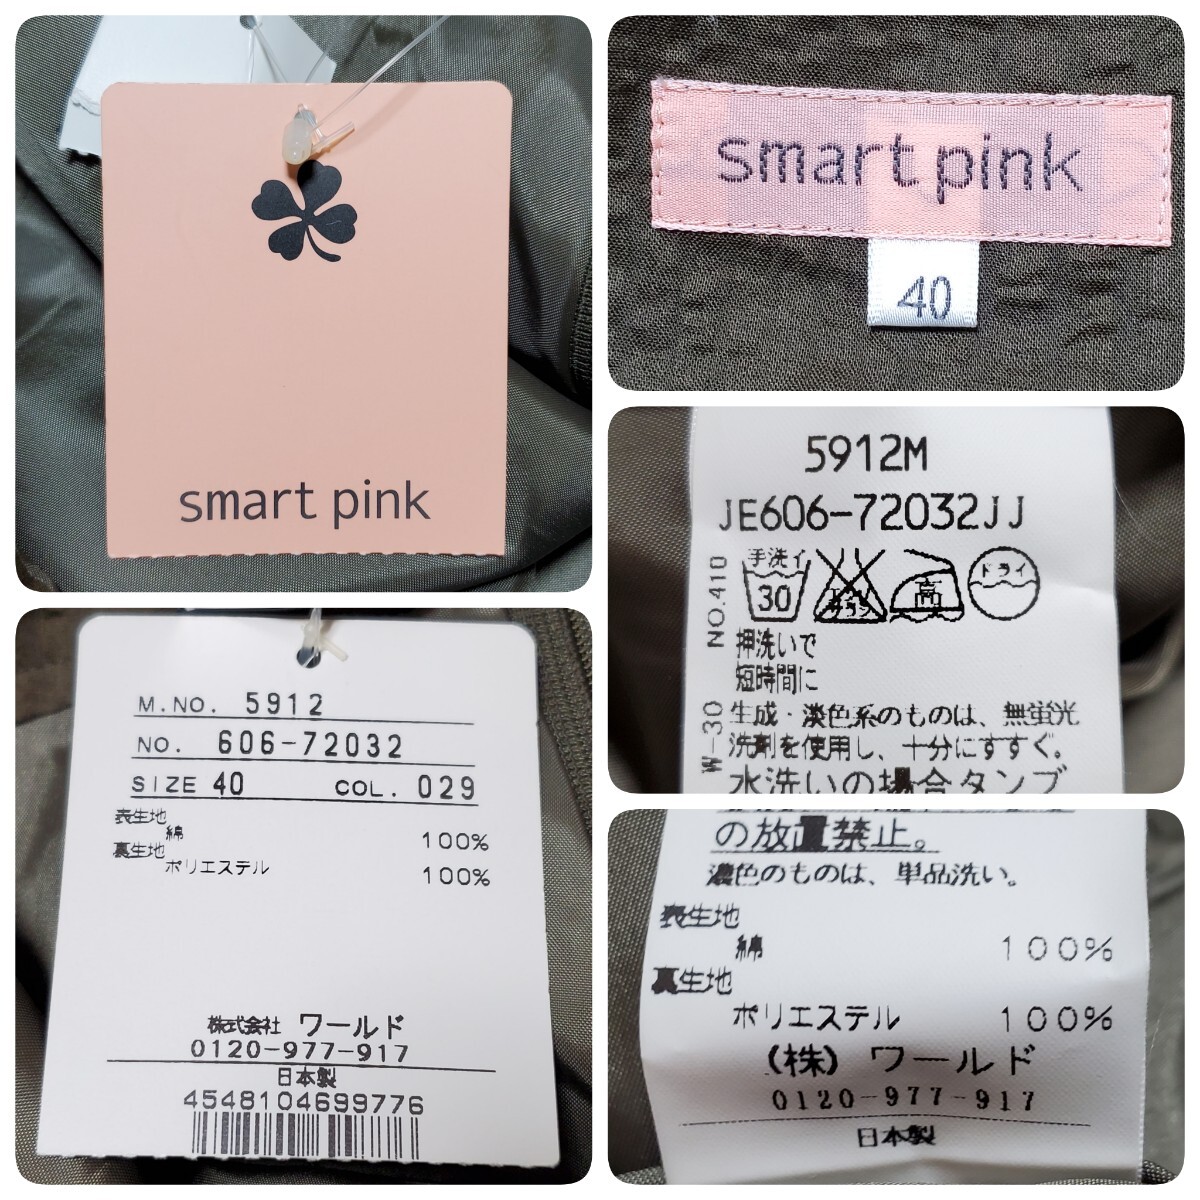 smart pink
smart pink
40
M.NO. 5912
NO. 606-72032
SIZE 40 COL. 029
表生地
綿 100%
裏生地
ポリエステル 100%
株式会社 ワールド
0120-977-917
日本製
4548104699776
5912M
JE606-72032JJ
NO.410
W-30
手洗イ
30
高
ドライ
押洗いで
短時間に
生成・淡色系のものは、無蛍光
洗剤を使用し、十分にすすぐ。
水洗いの場合タンブ
の放置禁止。
濃色のものは、単品洗い。
表生地
綿 100%
裏生地
ポリエステル 100%
(株) ワールド
0120-977-917
日本製